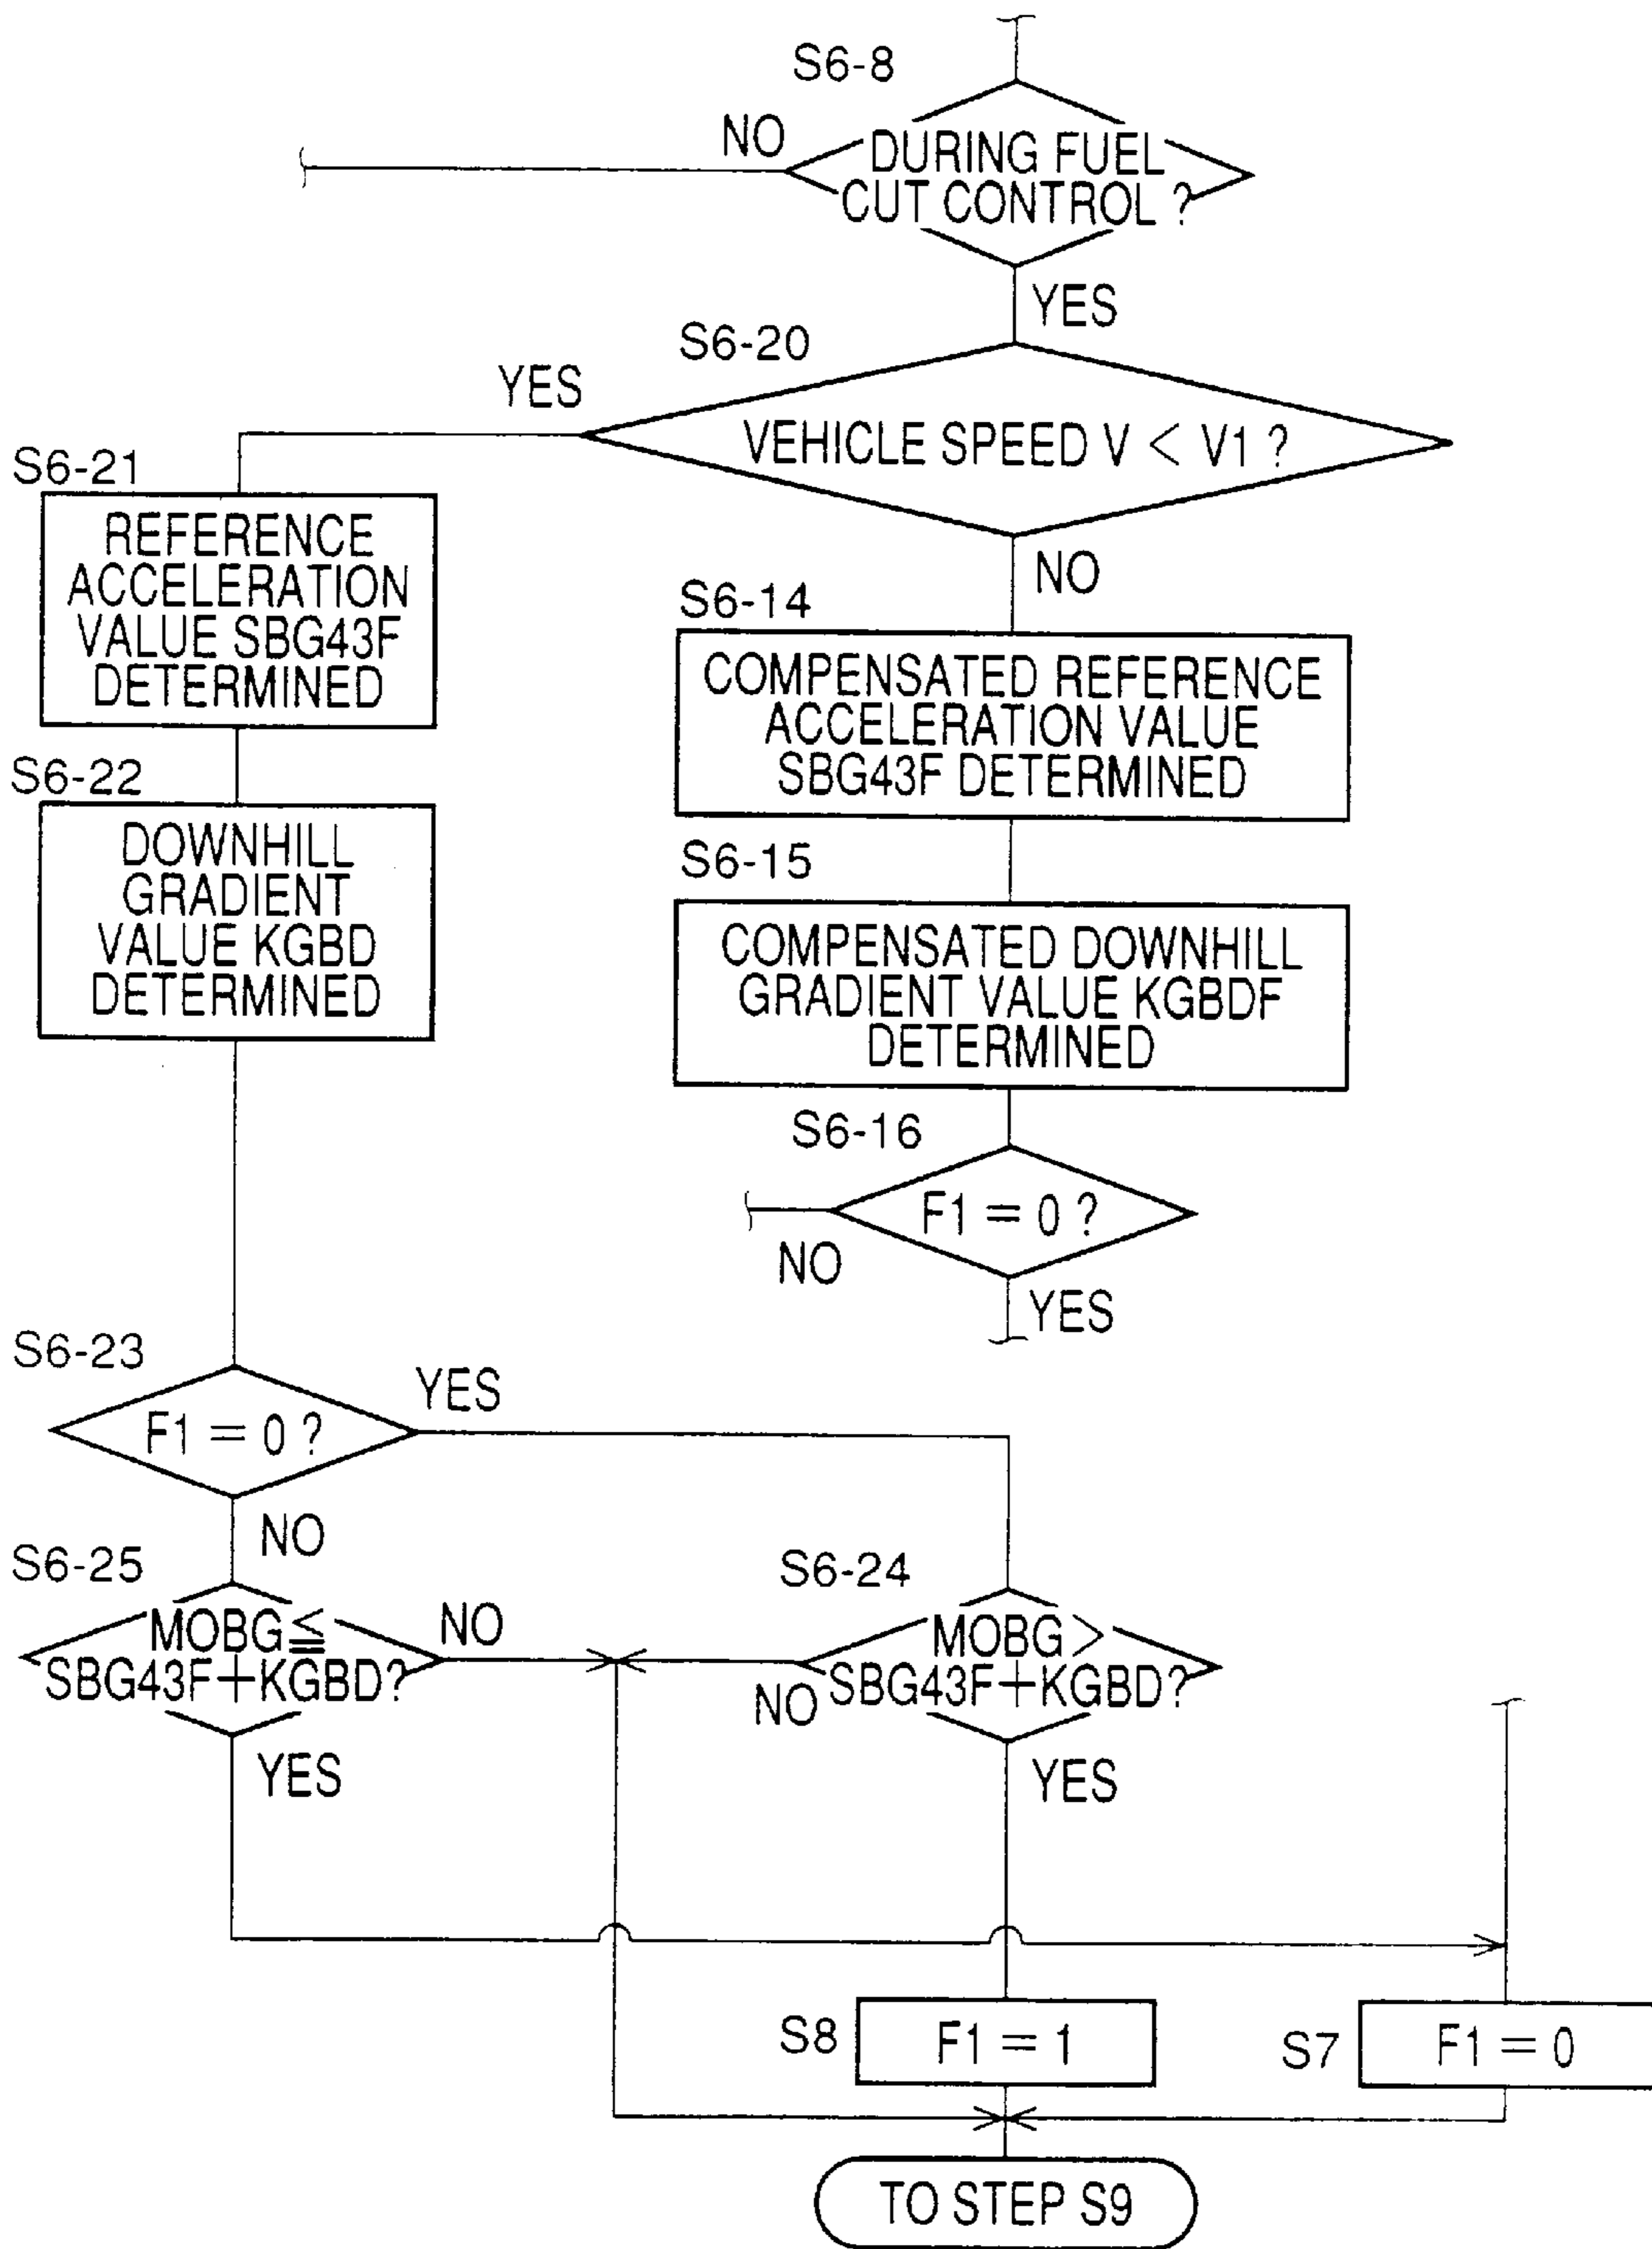 S6-8
NO
DURING FUEL
CUT CONTROL ?
YES
S6-20
YES
VEHICLE SPEED V < V1 ?
NO
S6-21
REFERENCE
ACCELERATION
VALUE SBG43F
DETERMINED
S6-14
COMPENSATED REFERENCE
ACCELERATION VALUE
SBG43F DETERMINED
S6-22
DOWNHILL
GRADIENT
VALUE KGBD
DETERMINED
S6-15
COMPENSATED DOWNHILL
GRADIENT VALUE KGBDF
DETERMINED
S6-16
F1 = 0 ?
NO
YES
S6-23
F1 = 0 ?
YES
NO
S6-25
MOBG ≦
SBG43F+KGBD?
NO
YES
S6-24
MOBG >
SBG43F+KGBD?
NO
YES
S8
F1 = 1
S7
F1 = 0
TO STEP S9